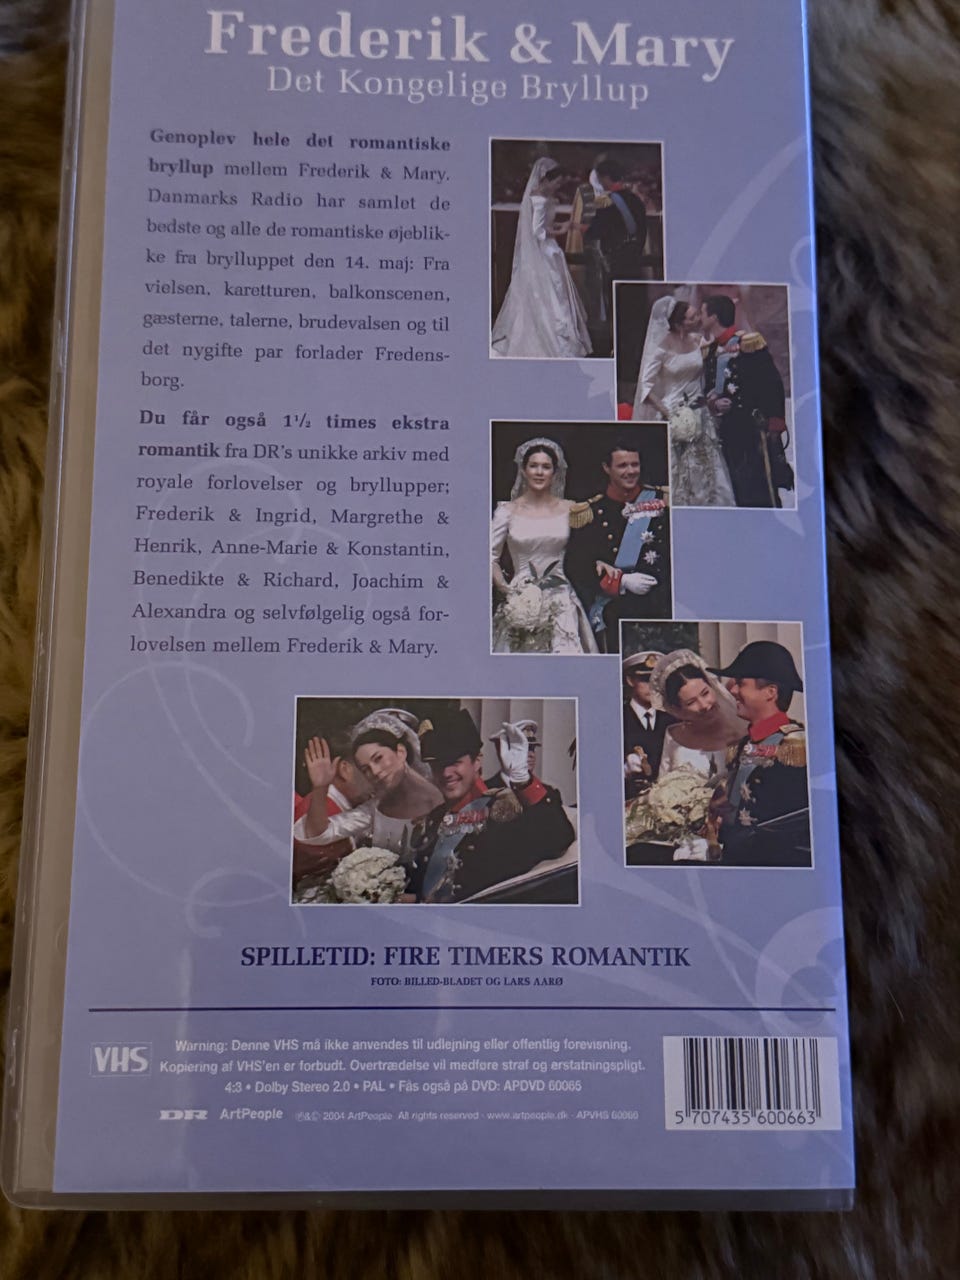 Frederik & Mary
Det Kongelige Bryllup
Genoplev hele det romantiske
bryllup mellem Frederik & Mary.
Danmarks Radio har samlet de
bedste og alle de romantiske øjeblik-
ke fra brylluppet den 14. maj: Fra
vielsen, karetturen, balkonscenen,
gæsterne, talerne, brudevalsen og til
det nygifte par forlader Fredens-
borg.
Du får også 1½ times ekstra
romantik fra DR's unikke arkiv med
royale forlovelser og bryllupper;
Frederik & Ingrid, Margrethe &
Henrik, Anne-Marie & Konstantin,
Benedikte & Richard, Joachim &
Alexandra og selvfølgelig også for-
lovelsen mellem Frederik & Mary.
SPILLETID: FIRE TIMERS ROMANTIK
FOTO: BILLED-BLADET OG LARS AARØ
VHS
Warning: Denne VHS må ikke anvendes til udlejning eller offentlig forevisning.
Kopiering af VHS'en er forbudt. Overtrædelse vil medføre straf og erstatningspligt.
4:3 • Dolby Stereo 2.0 • PAL • Fås også på DVD: APDVD 60065
DR ArtPeople ℗&© 2004 ArtPeople All rights reserved · www.artpeople.dk · APVHS 60066
5 707435 600663